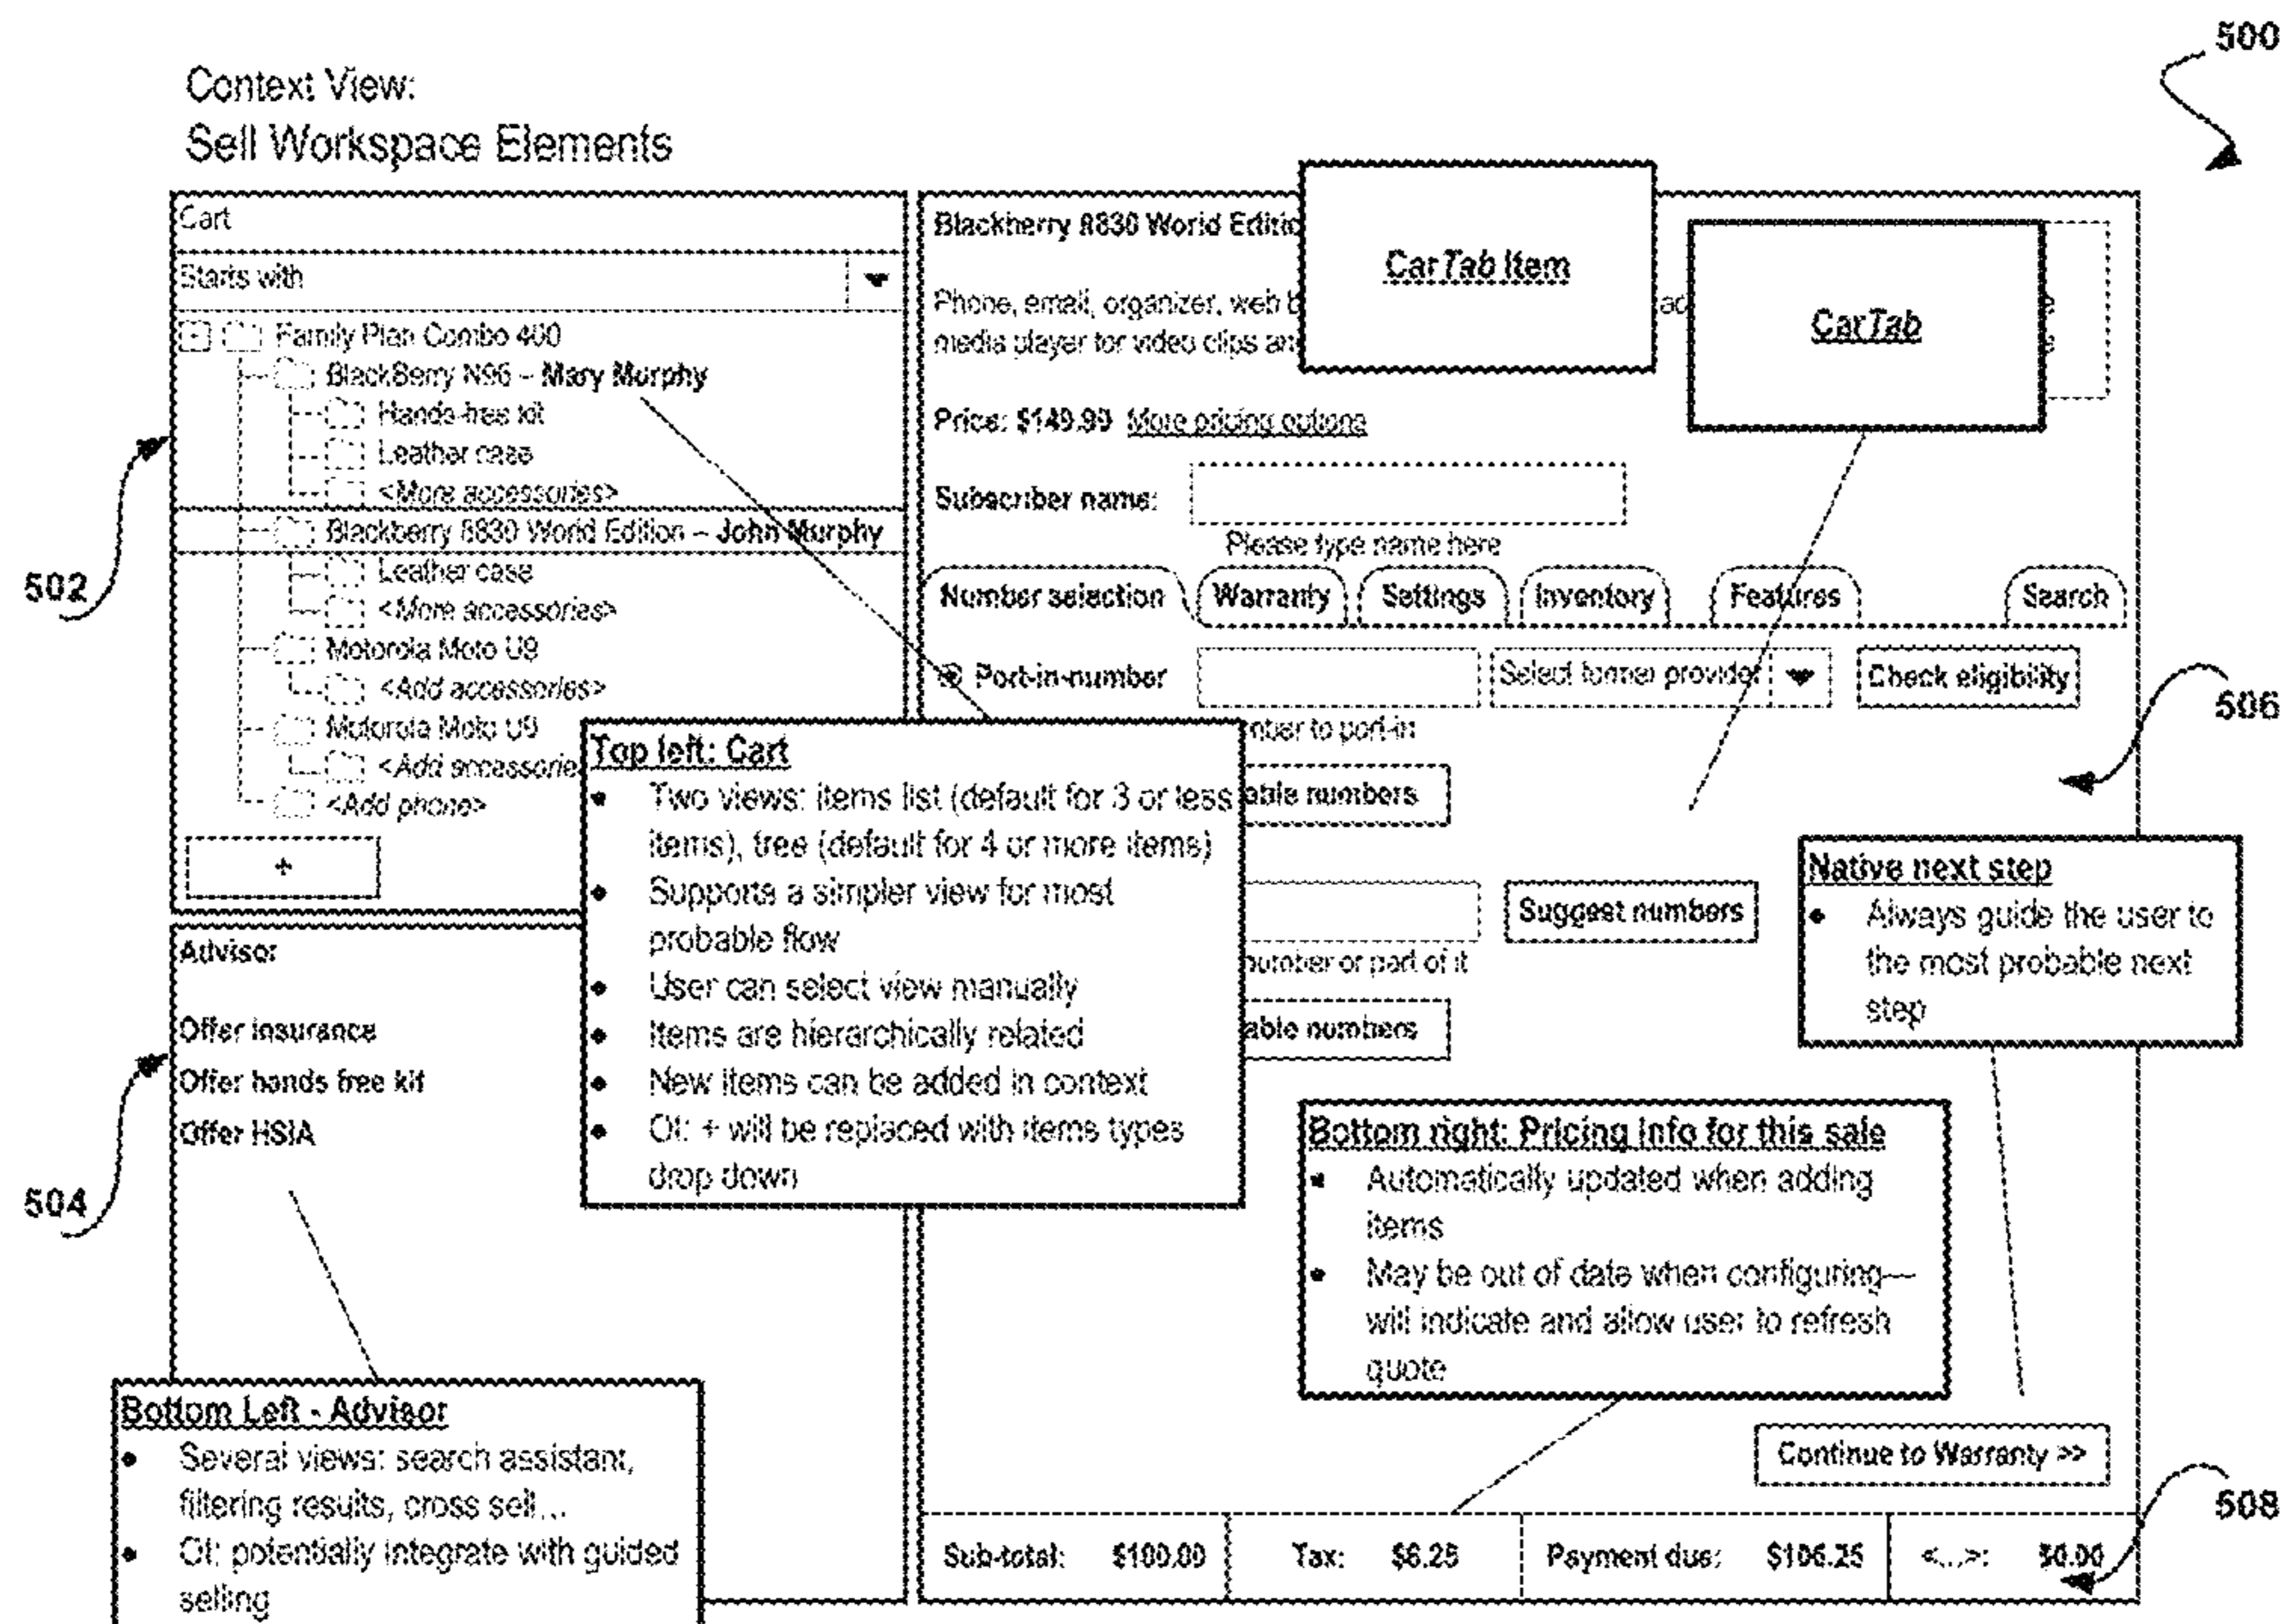 500
Context View:
Sell Workspace Elements
Cart
Starts with
Family Plan Combo 400
BlackBerry N96 – Mary Murphy
Hands-free kit
Leather case
<More accessories>
Blackberry 8830 World Edition – John Murphy
Leather case
<More accessories>
Motorola Moto U9
<Add accessories>
Motorola Moto U9
<Add accessorie
<Add phone>
+
502
Blackberry 8830 World Editio
CarTab Item
CarTab
Phone, email, organizer, web b
ad
media player for video clips an
Price: $149.99 More pricing options
Subscriber name:
Please type name here
Number selection Warranty Settings Inventory Features Search
Port-in-number Select former provider Check eligibility
mber to port-in
able numbers
Suggest numbers
number or part of it
able numbers
506
Top left: Cart
• Two views: items list (default for 3 or less
items), tree (default for 4 or more items)
• Supports a simpler view for most
probable flow
• User can select view manually
• Items are hierarchically related
• New items can be added in context
• OI: + will be replaced with items types
drop down
Native next step
• Always guide the user to
the most probable next
step
Advisor
Offer insurance
Offer hands free kit
Offer HSIA
504
Bottom right: Pricing info for this sale
• Automatically updated when adding
items
• May be out of date when configuring—
will indicate and allow user to refresh
quote
Bottom Left - Advisor
• Several views: search assistant,
filtering results, cross sell...
• OI: potentially integrate with guided
selling
Continue to Warranty >>
508
Sub-total: $100.00 Tax: $6.25 Payment due: $106.25 <...>: $0.00